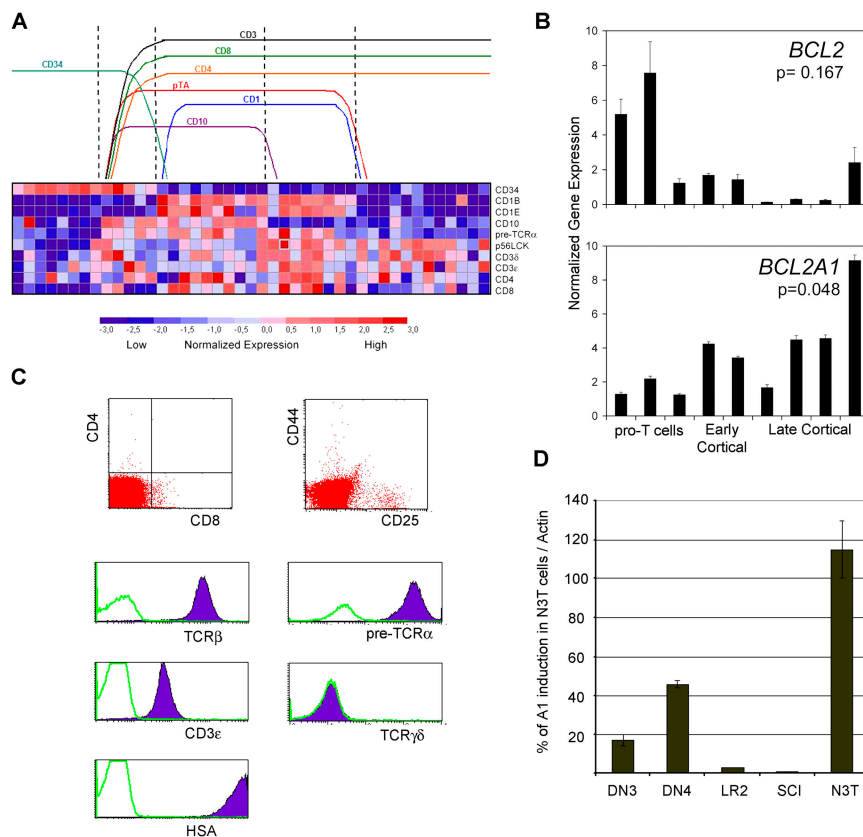 A
CD3
CD8
CD34
CD4
pTA
CD1
CD10
CD34
CD1B
CD1E
CD10
pre-TCRα
p56LCK
CD3δ
CD3ε
CD4
CD8
-3,0 -2,5 -2,0 -1,5 -1,0 -0,5 0,0 0,5 1,0 1,5 2,0 2,5 3,0
Low Normalized Expression High
B
Normalized Gene Expression
10
8
6
4
2
0
BCL2
p= 0.167
10
8
6
4
2
0
BCL2A1
p=0.048
pro-T cells
Early
Cortical
Late Cortical
C
CD4
CD8
CD44
CD25
TCRβ
pre-TCRα
CD3ε
TCRγδ
HSA
D
% of A1 induction in N3T cells / Actin
140
120
100
80
60
40
20
DN3 DN4 LR2 SCI N3T